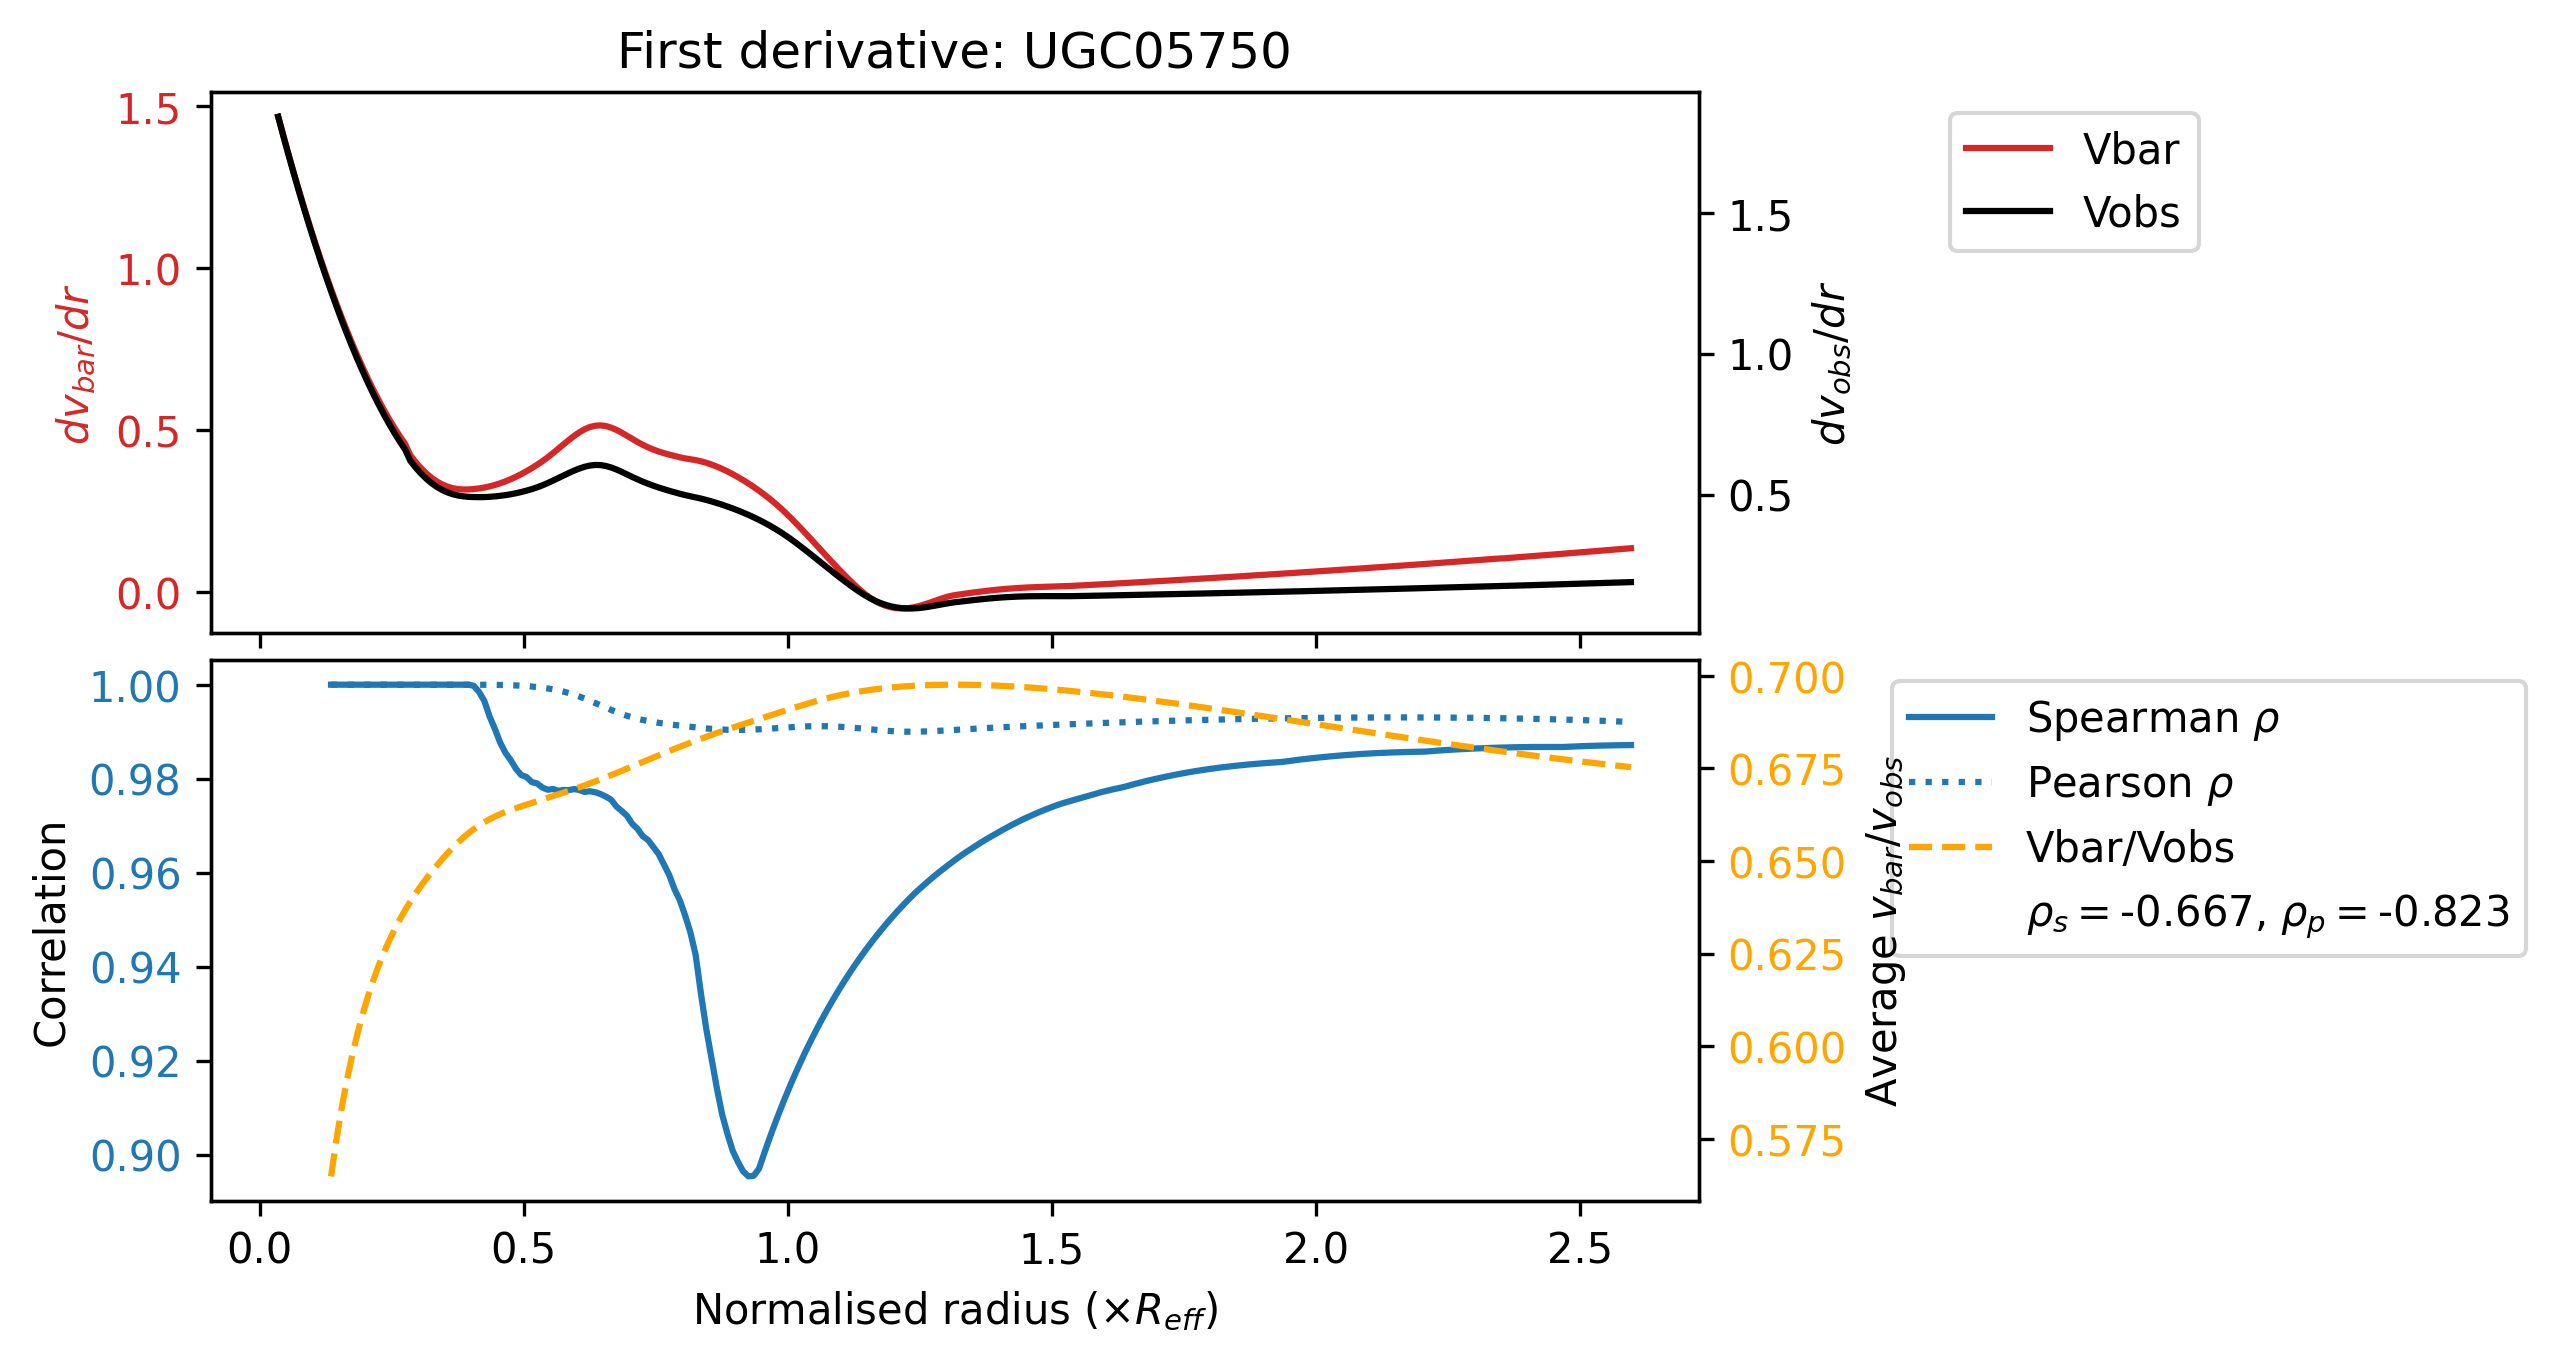 First derivative: UGC05750
1.5
1.0
0.5
0.0
dv_bar/dr
1.5
1.0
0.5
dv_obs/dr
Vbar
Vobs
1.00
0.98
0.96
0.94
0.92
0.90
Correlation
0.700
0.675
0.650
0.625
0.600
0.575
Average v_bar/v_obs
Spearman ρ
Pearson ρ
Vbar/Vobs
ρ_s = -0.667, ρ_p = -0.823
0.0 0.5 1.0 1.5 2.0 2.5
Normalised radius (×R_eff)